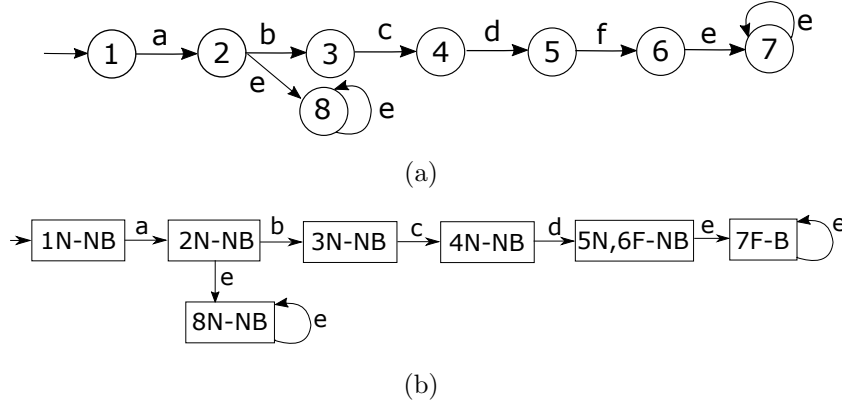 a b c d f e
1 2 3 4 5 6 7 e
e 8 e
(a)
a b c d e
1N-NB 2N-NB 3N-NB 4N-NB 5N,6F-NB 7F-B e
e
8N-NB e
(b)